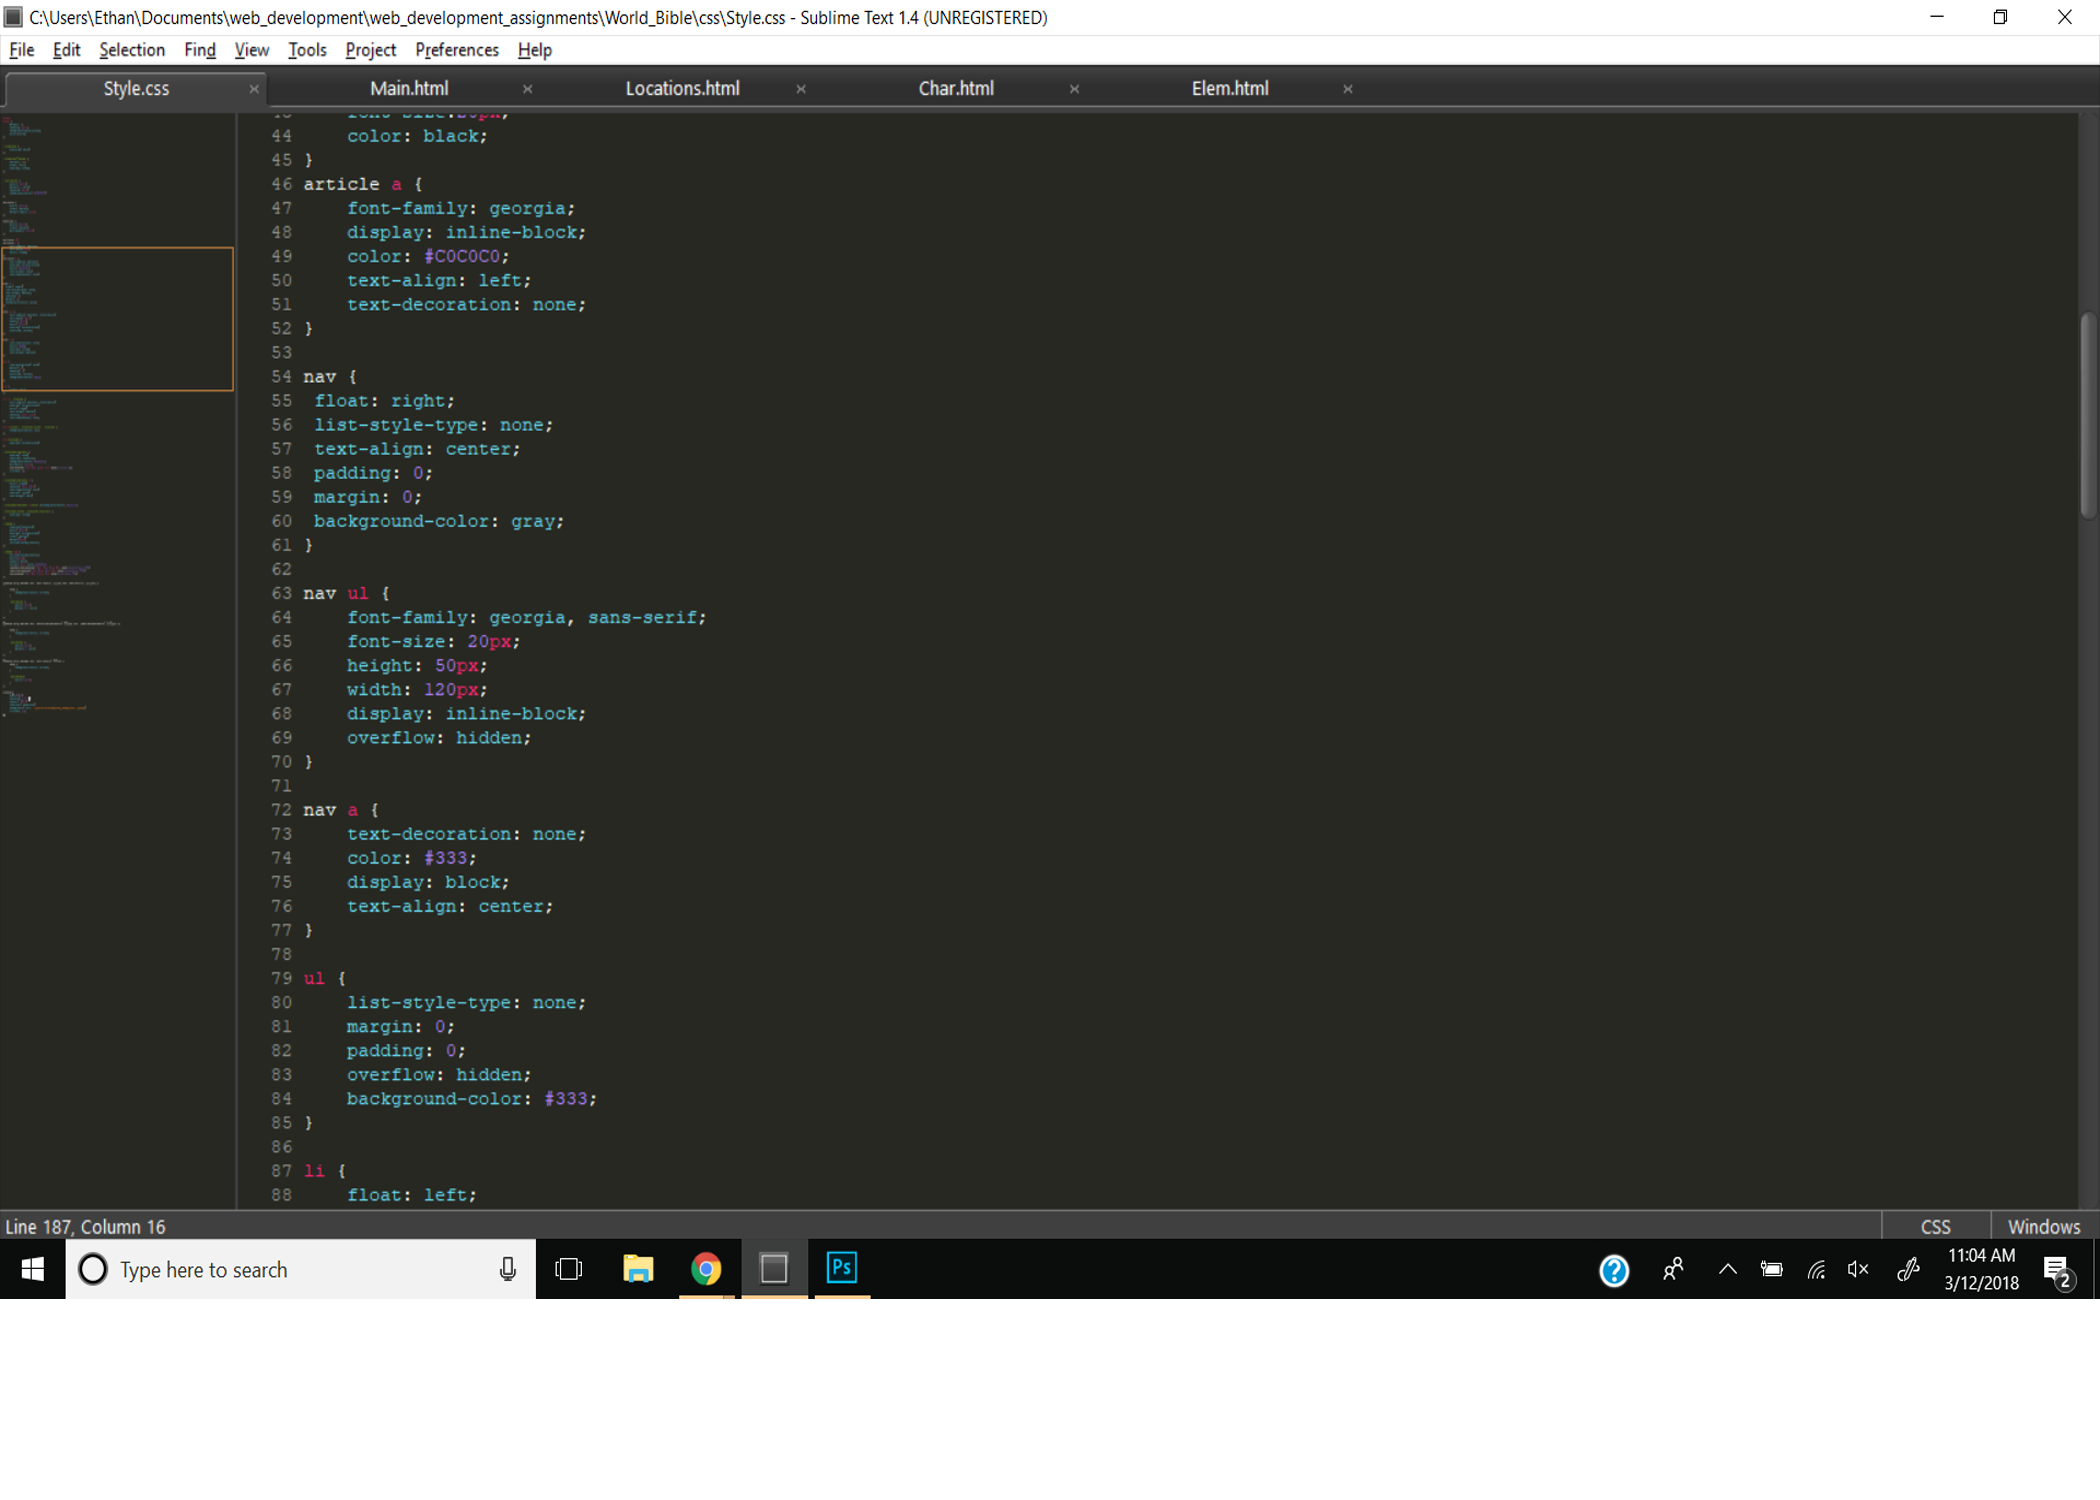 C:\Users\Ethan\Documents\web_development\web_development_assignments\World_Bible\css\Style.css - Sublime Text 1.4 (UNREGISTERED)
File Edit Selection Find View Tools Project Preferences Help
Style.css × Main.html × Locations.html × Char.html × Elem.html ×
43 font-size:20px;
44 color: black;
45 }
46 article a {
47 font-family: georgia;
48 display: inline-block;
49 color: #C0C0C0;
50 text-align: left;
51 text-decoration: none;
52 }
53
54 nav {
55 float: right;
56 list-style-type: none;
57 text-align: center;
58 padding: 0;
59 margin: 0;
60 background-color: gray;
61 }
62
63 nav ul {
64 font-family: georgia, sans-serif;
65 font-size: 20px;
66 height: 50px;
67 width: 120px;
68 display: inline-block;
69 overflow: hidden;
70 }
71
72 nav a {
73 text-decoration: none;
74 color: #333;
75 display: block;
76 text-align: center;
77 }
78
79 ul {
80 list-style-type: none;
81 margin: 0;
82 padding: 0;
83 overflow: hidden;
84 background-color: #333;
85 }
86
87 li {
88 float: left;
Line 187, Column 16 CSS Windows
Type here to search Ps ? 11:04 AM
3/12/2018 2